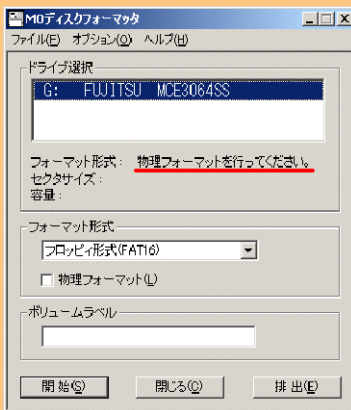 MOディスクフォーマッタ
ファイル(F) オプション(O) ヘルプ(H)
ドライブ選択
G: FUJITSU MCE3064SS
フォーマット形式: 物理フォーマットを行ってください。
セクタサイズ:
容量:
フォーマット形式
フロッピィ形式(FAT16)
物理フォーマット(L)
ボリュームラベル
開始(S) 閉じる(C) 排出(E)